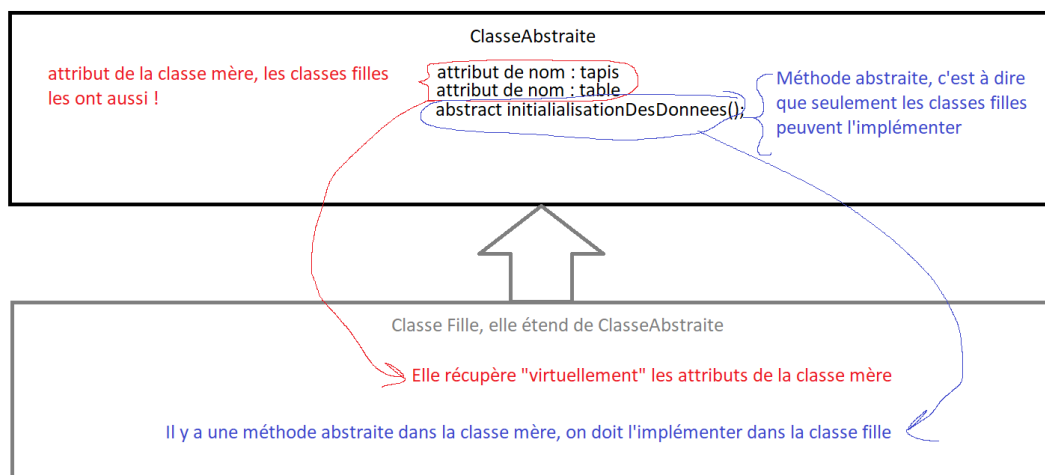 ClasseAbstraite
attribut de la classe mère, les classes filles
les ont aussi !
attribut de nom : tapis
attribut de nom : table
abstract initialialisationDesDonnees();
Méthode abstraite, c'est à dire
que seulement les classes filles
peuvent l'implémenter
Classe Fille, elle étend de ClasseAbstraite
Elle récupère "virtuellement" les attributs de la classe mère
Il y a une méthode abstraite dans la classe mère, on doit l'implémenter dans la classe fille